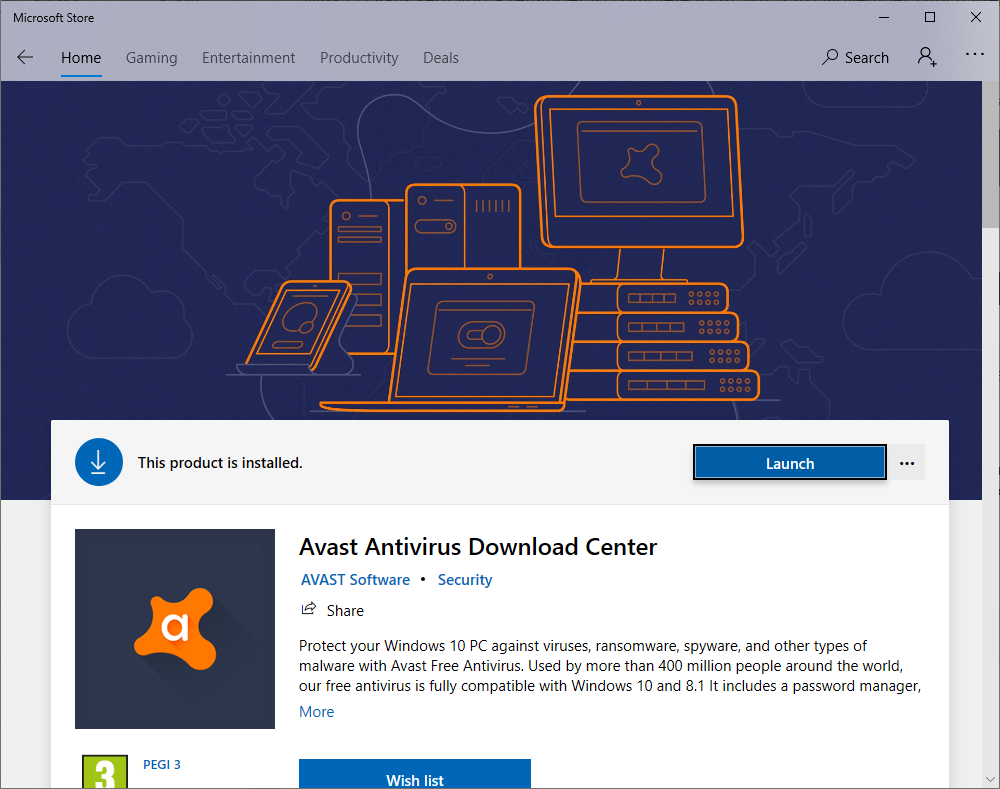 Microsoft Store
Home Gaming Entertainment Productivity Deals Search
This product is installed. Launch
Avast Antivirus Download Center
AVAST Software • Security
Share
Protect your Windows 10 PC against viruses, ransomware, spyware, and other types of
malware with Avast Free Antivirus. Used by more than 400 million people around the world,
our free antivirus is fully compatible with Windows 10 and 8.1 It includes a password manager,
More
a
3 PEGI 3
Wish list